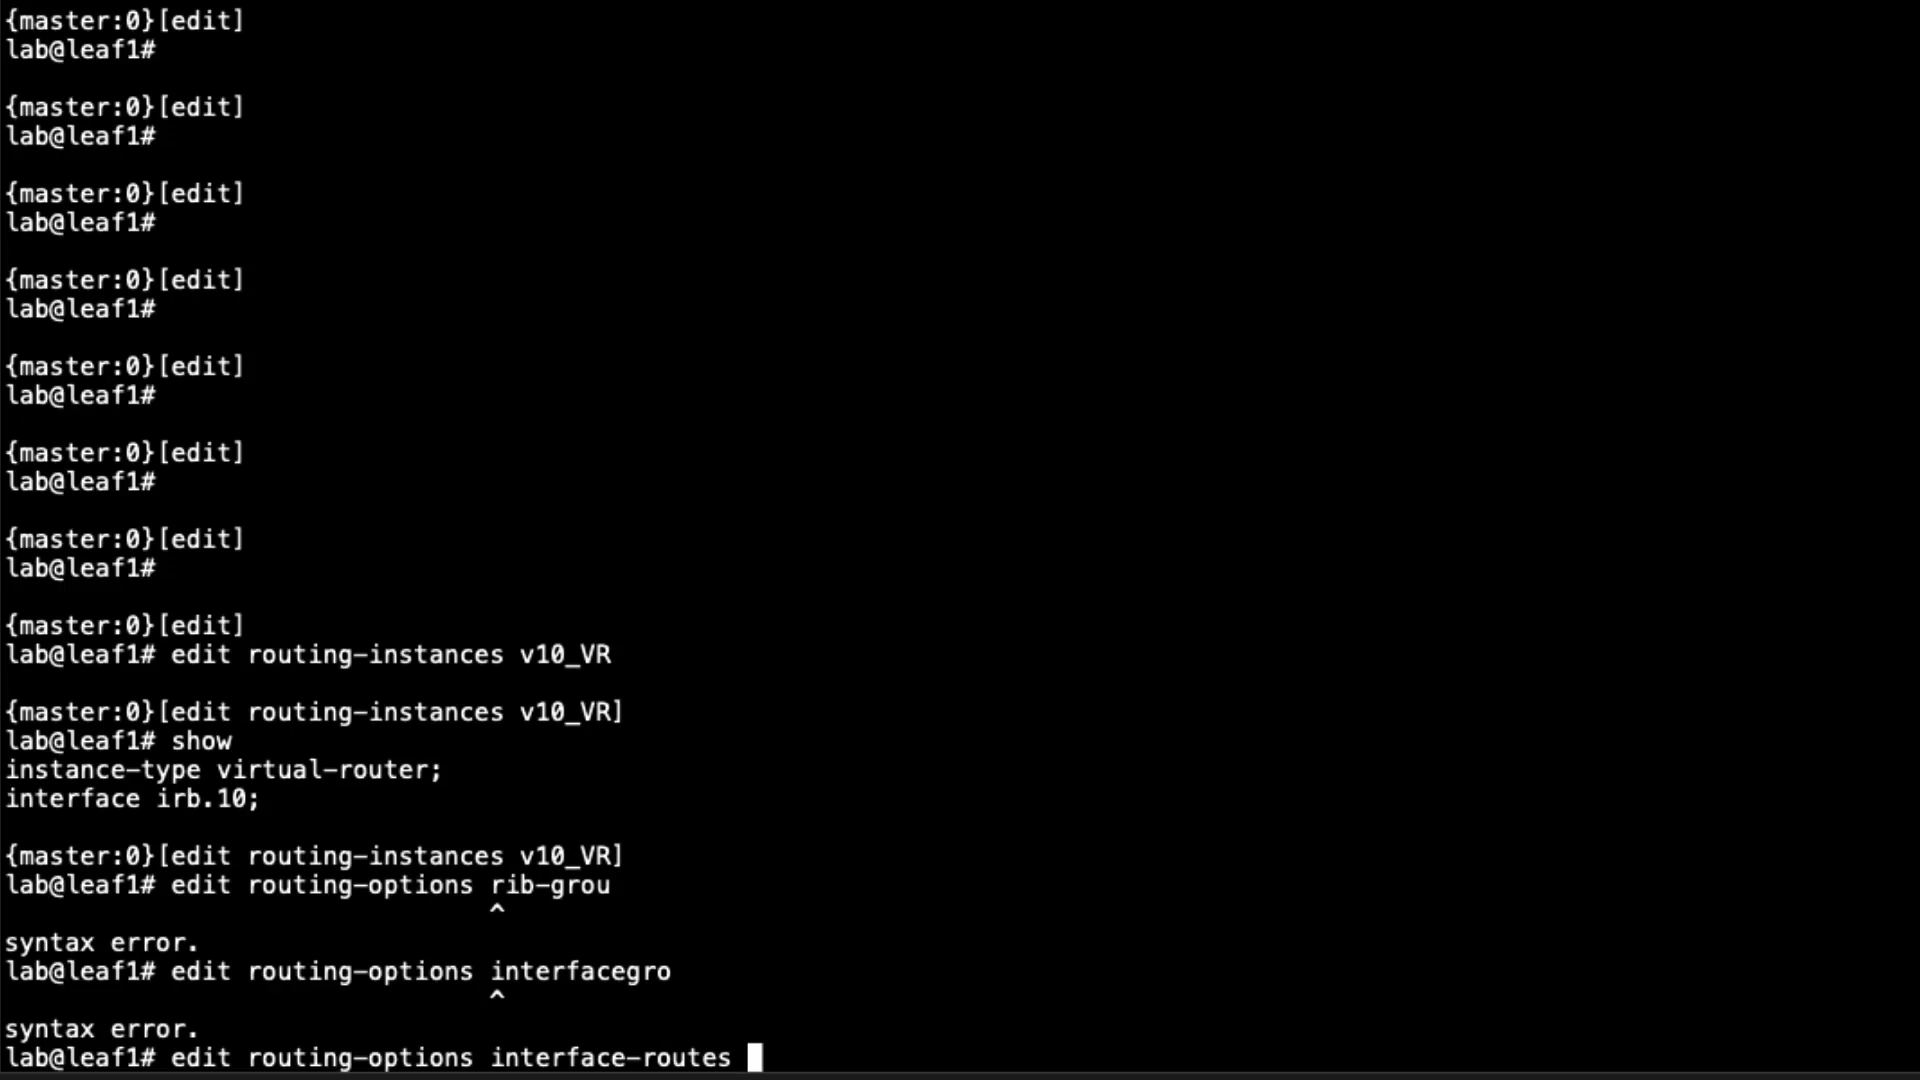 {master:0}[edit]
lab@leaf1#
{master:0}[edit]
lab@leaf1#
{master:0}[edit]
lab@leaf1#
{master:0}[edit]
lab@leaf1#
{master:0}[edit]
lab@leaf1#
{master:0}[edit]
lab@leaf1#
{master:0}[edit]
lab@leaf1#
{master:0}[edit]
lab@leaf1# edit routing-instances v10_VR
{master:0}[edit routing-instances v10_VR]
lab@leaf1# show
instance-type virtual-router;
interface irb.10;
{master:0}[edit routing-instances v10_VR]
lab@leaf1# edit routing-options rib-grou
^
syntax error.
lab@leaf1# edit routing-options interfacegro
^
syntax error.
lab@leaf1# edit routing-options interface-routes